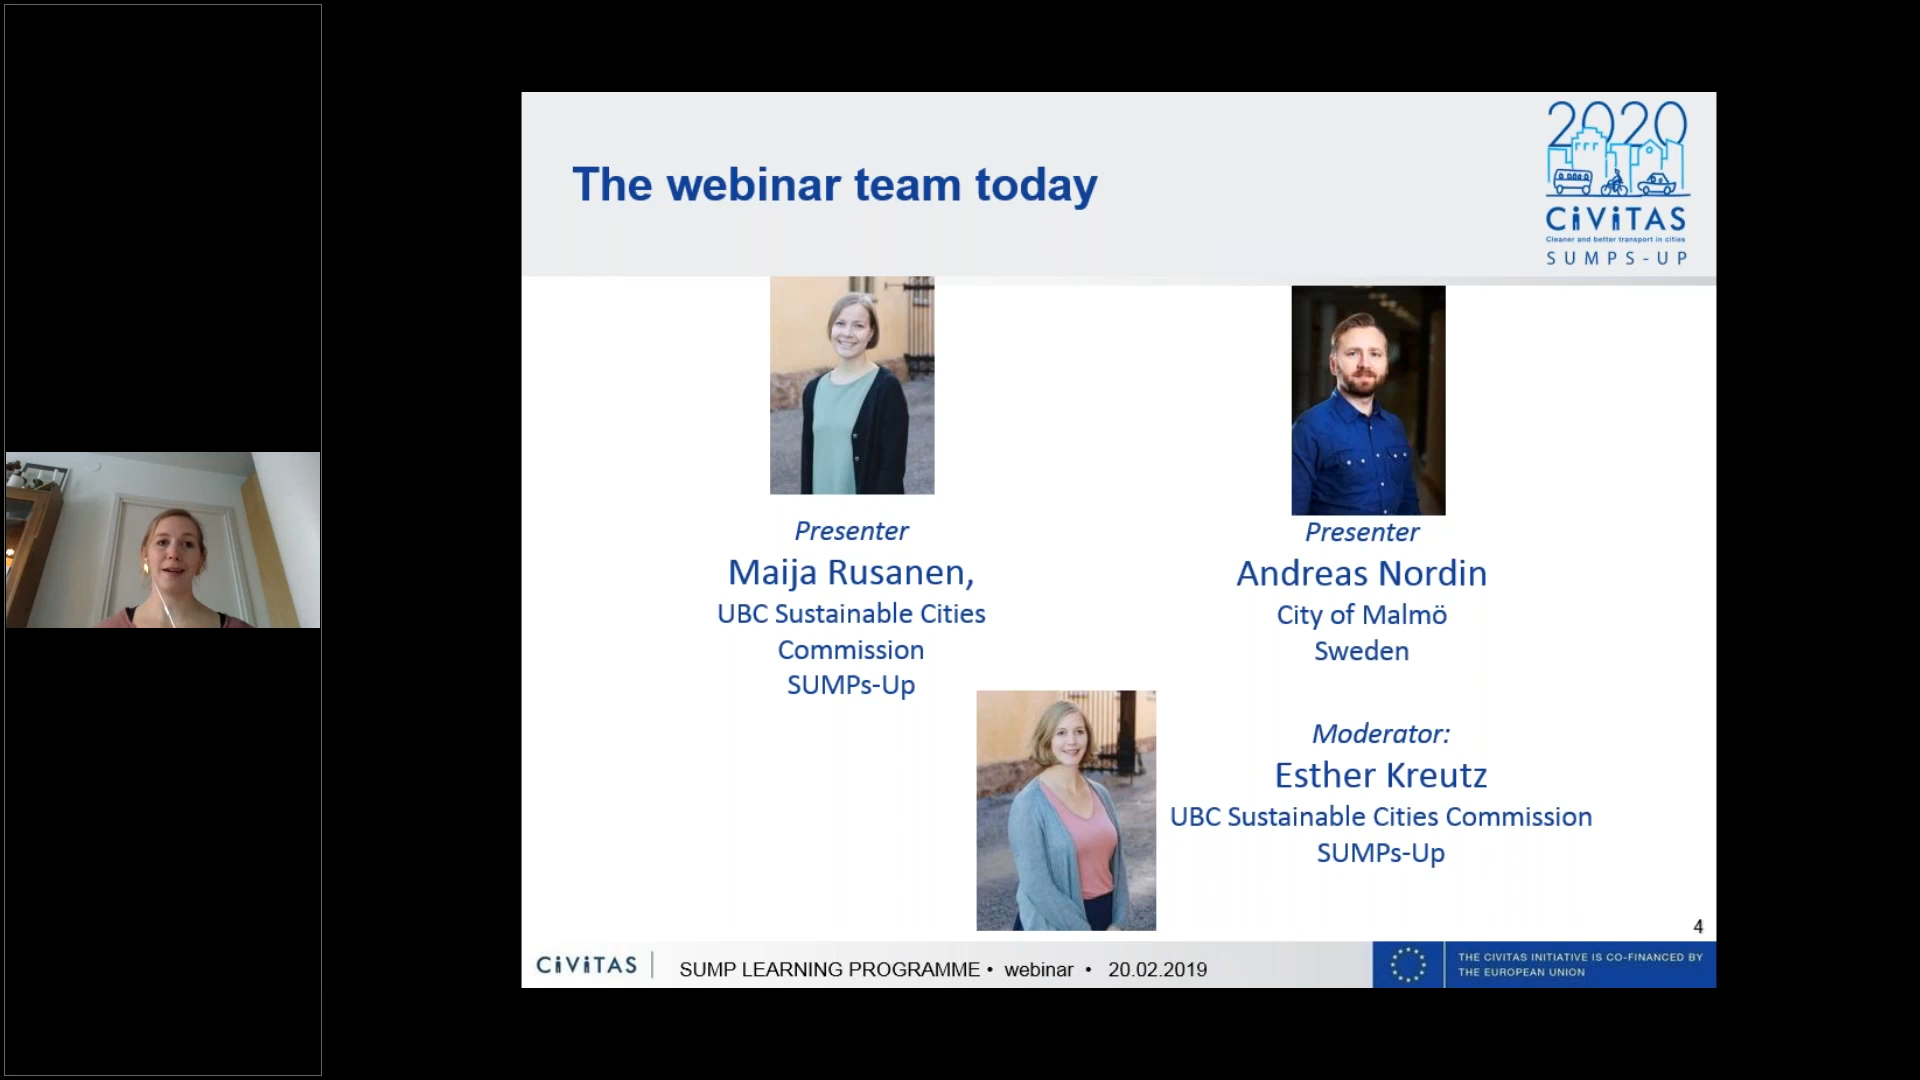 The webinar team today
2020
CiViTAS
Cleaner and better transport in cities
SUMPS-UP
Presenter
Maija Rusanen,
UBC Sustainable Cities
Commission
SUMPs-Up
Presenter
Andreas Nordin
City of Malmö
Sweden
Moderator:
Esther Kreutz
UBC Sustainable Cities Commission
SUMPs-Up
4
CiViTAS
SUMP LEARNING PROGRAMME • webinar • 20.02.2019
THE CIVITAS INITIATIVE IS CO-FINANCED BY
THE EUROPEAN UNION